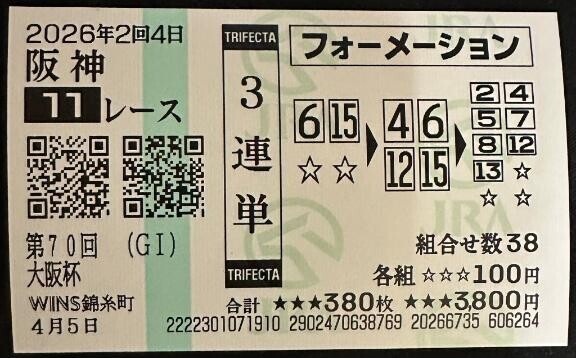 2026年2回4日
阪神
11レース
第70回 (GI)
大阪杯
WINS錦糸町
4月5日
TRIFECTA
3連単
TRIFECTA
フォーメーション
6 15
☆ ☆
4 6
12 15
2 4
5 7
8 12
13 ☆
☆ ☆
組合せ数38
各組 ☆☆☆100円
合計 ★★★380枚 ★★★3,800円
2222301071910 2902470638769 20266735 606264
JRA
JRA